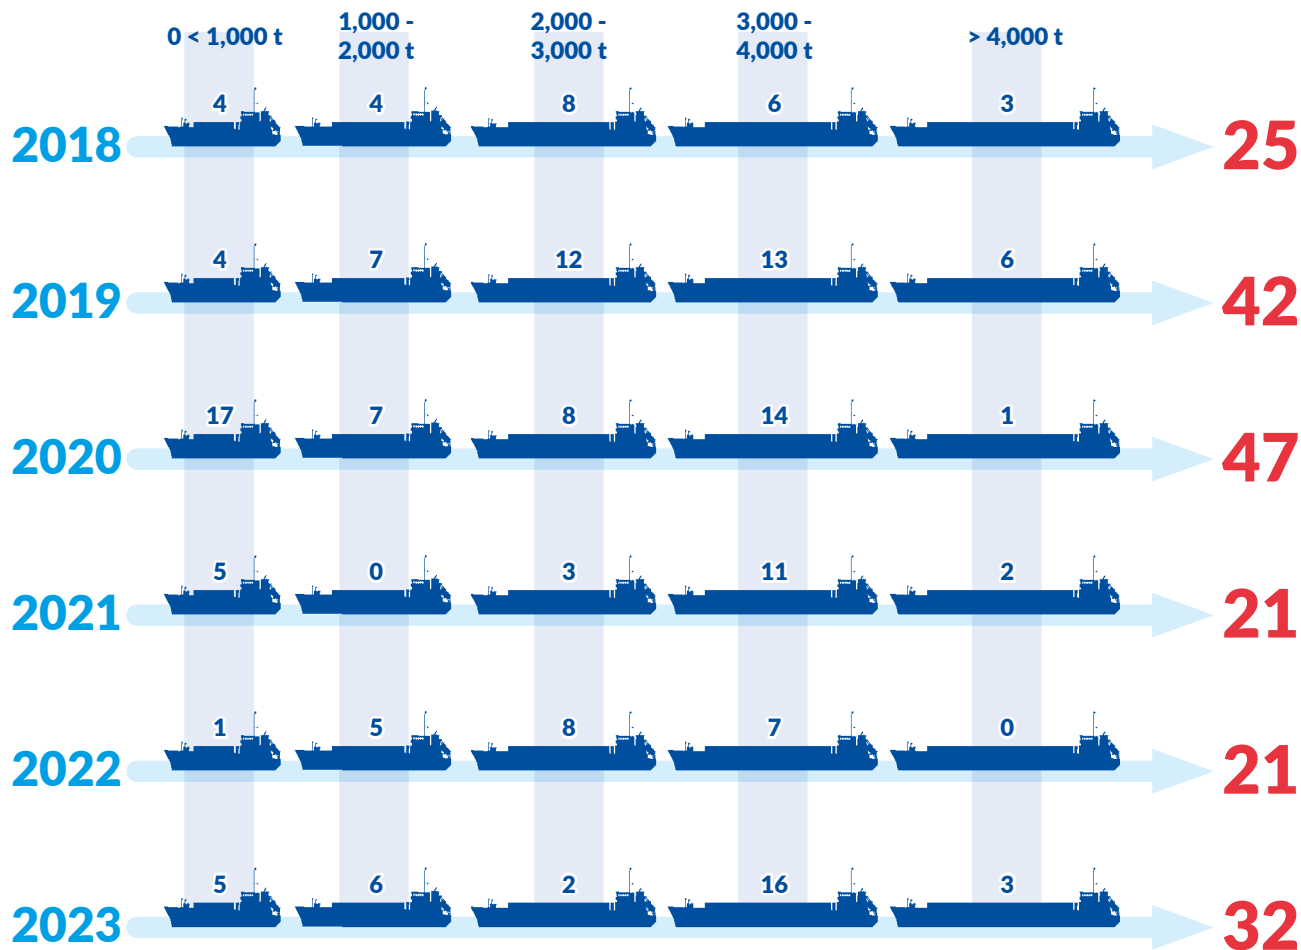 0 < 1,000 t
1,000 -
2,000 t
2,000 -
3,000 t
3,000 -
4,000 t
> 4,000 t
2018 4 4 8 6 3 25
2019 4 7 12 13 6 42
2020 17 7 8 14 1 47
2021 5 0 3 11 2 21
2022 1 5 8 7 0 21
2023 5 6 2 16 3 32